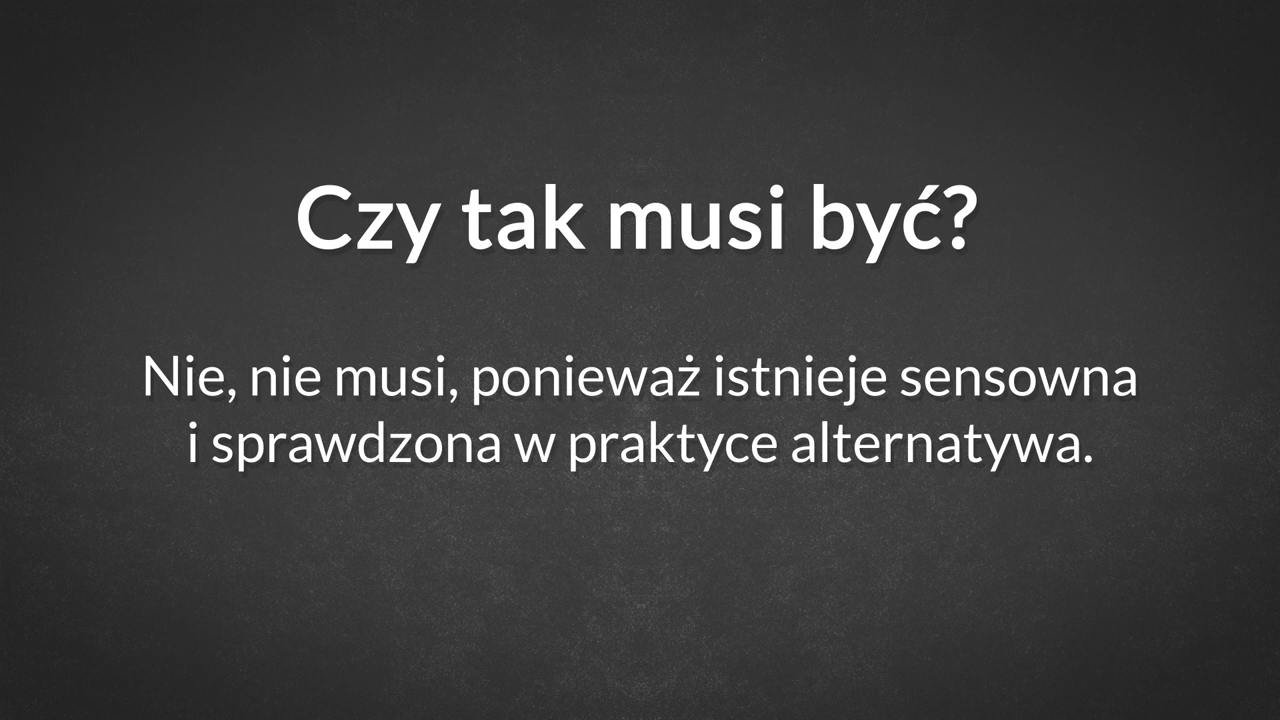 Czy tak musi być?
Nie, nie musi, ponieważ istnieje sensowna
i sprawdzona w praktyce alternatywa.